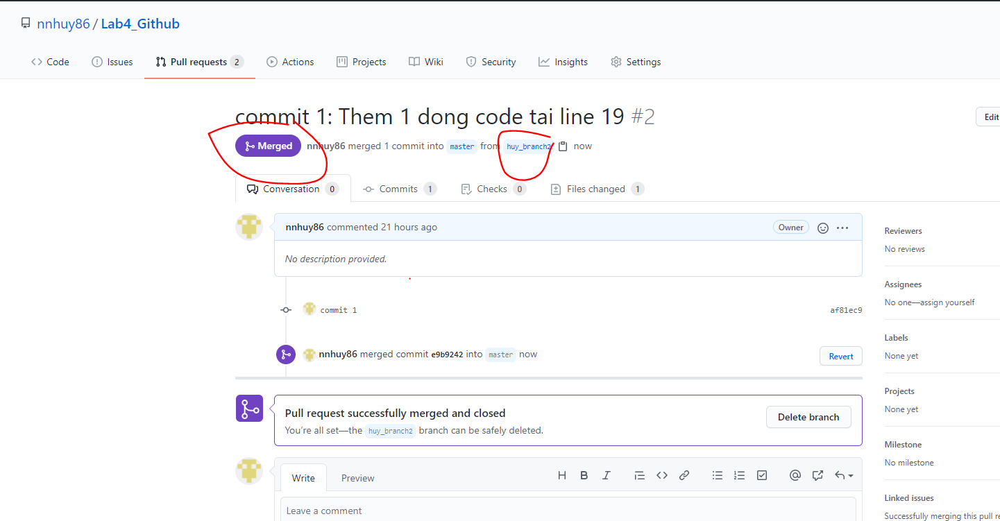 nnhuy86 / Lab4_Github
Code Issues Pull requests 2 Actions Projects Wiki Security Insights Settings
commit 1: Them 1 dong code tai line 19 #2
Edit
Merged nnhuy86 merged 1 commit into master from huy_branch2 now
Conversation 0 Commits 1 Checks 0 Files changed 1
nnhuy86 commented 21 hours ago Owner
No description provided.
commit 1 af81ec9
nnhuy86 merged commit e9b9242 into master now Revert
Pull request successfully merged and closed
You're all set—the huy_branch2 branch can be safely deleted.
Delete branch
Write Preview
Leave a comment
Reviewers
No reviews
Assignees
No one—assign yourself
Labels
None yet
Projects
None yet
Milestone
No milestone
Linked issues
Successfully merging this pull